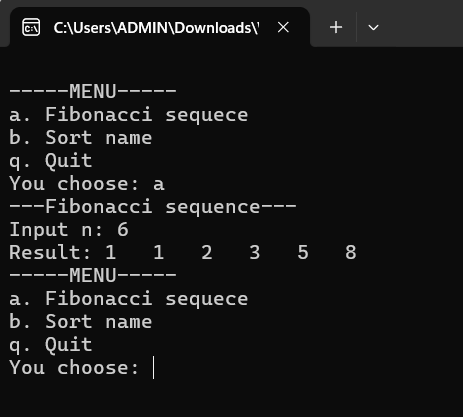 C:\Users\ADMIN\Downloads\
-----MENU-----
a. Fibonacci sequece
b. Sort name
q. Quit
You choose: a
---Fibonacci sequence---
Input n: 6
Result: 1   1   2   3   5   8
-----MENU-----
a. Fibonacci sequece
b. Sort name
q. Quit
You choose: